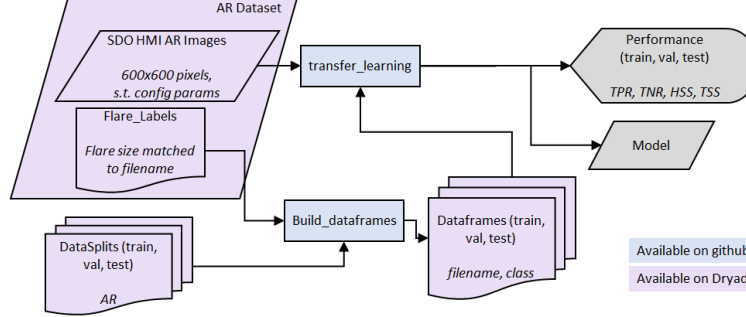 AR Dataset
SDO HMI AR Images
600x600 pixels,
s.t. config params
Flare_Labels
Flare size matched
to filename
transfer_learning
Performance
(train, val, test)
TPR, TNR, HSS, TSS
Model
Build_dataframes
DataSplits (train,
val, test)
AR
Dataframes (train,
val, test)
filename, class
Available on github
Available on Dryad